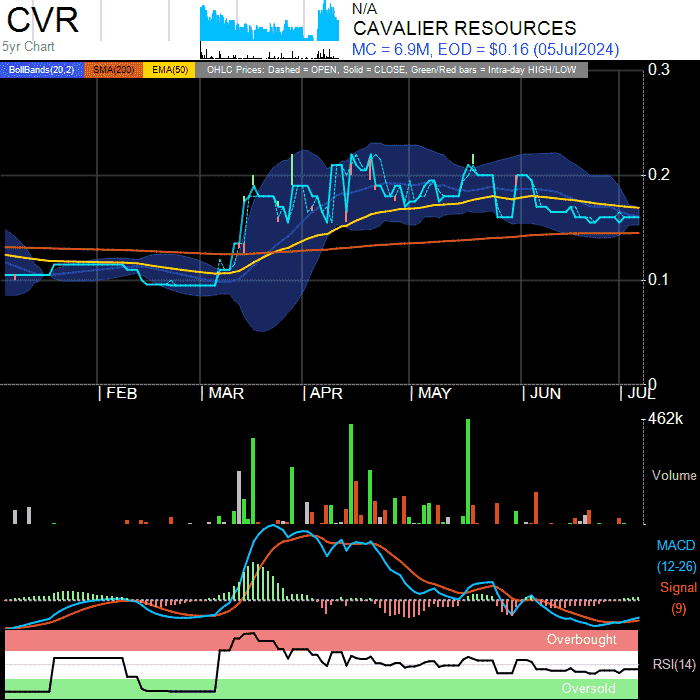 CVR
5yr Chart
N/A
CAVALIER RESOURCES
MC = 6.9M, EOD = $0.16 (05Jul2024)
BollBands(20,2) SMA(200) EMA(50) OHLC Prices: Dashed = OPEN, Solid = CLOSE, Green/Red bars = Intra-day HIGH/LOW
0.3
0.2
0.1
0
| FEB | MAR | APR | MAY | JUN | JUL
462k
Volume
MACD
(12-26)
Signal
(9)
Overbought
RSI(14)
Oversold